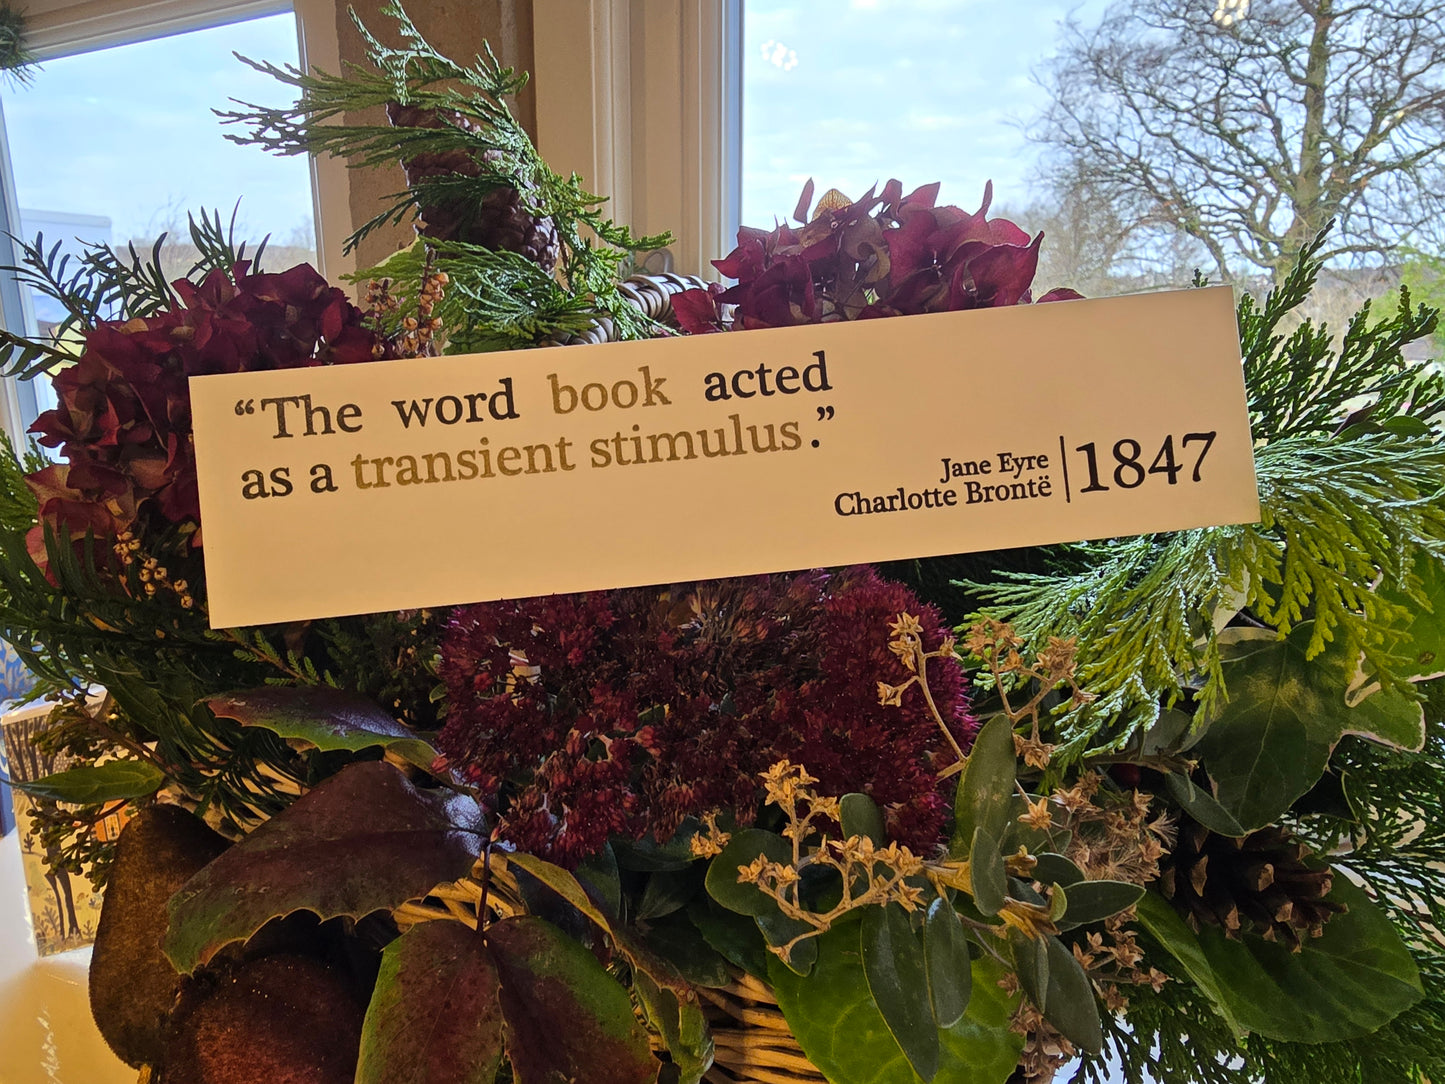 “The word book acted
as a transient stimulus.”
Jane Eyre
Charlotte Brontë
1847